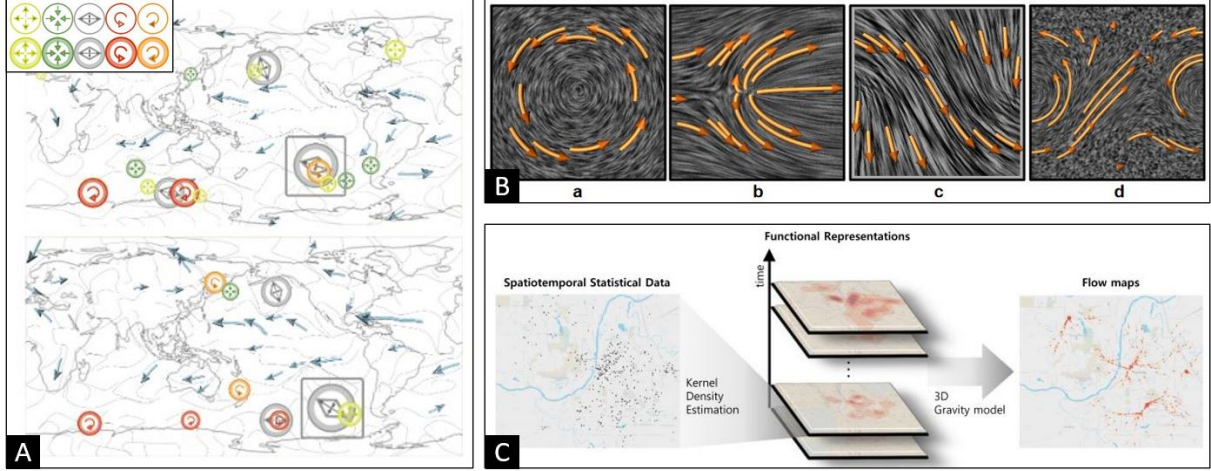 A
B
a
b
c
d
C
Functional Representations
Spatiotemporal Statistical Data
time
Flow maps
Kernel
Density
Estimation
3D
Gravity model